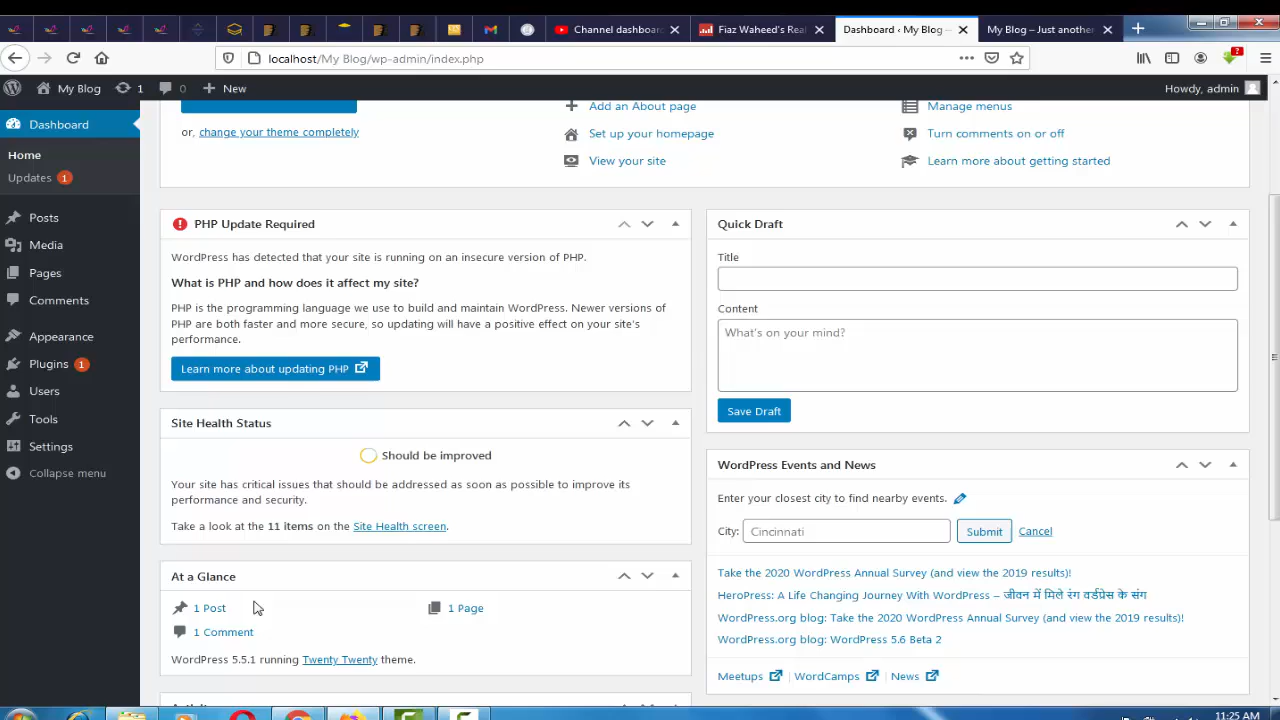 Channel dashboard
Fiaz Waheed's Rea
Dashboard ‹ My Blog —
My Blog – Just another
localhost/My Blog/wp-admin/index.php
My Blog
1
0
New
Howdy, admin
Dashboard
Home
Updates 1
Posts
Media
Pages
Comments
Appearance
Plugins 1
Users
Tools
Settings
Collapse menu
or, change your theme completely
Add an About page
Set up your homepage
View your site
Manage menus
Turn comments on or off
Learn more about getting started
PHP Update Required
WordPress has detected that your site is running on an insecure version of PHP.
What is PHP and how does it affect my site?
PHP is the programming language we use to build and maintain WordPress. Newer versions of
PHP are both faster and more secure, so updating will have a positive effect on your site's
performance.
Learn more about updating PHP
Site Health Status
Should be improved
Your site has critical issues that should be addressed as soon as possible to improve its
performance and security.
Take a look at the 11 items on the Site Health screen.
At a Glance
1 Post
1 Page
1 Comment
WordPress 5.5.1 running Twenty Twenty theme.
Quick Draft
Title
Content
What's on your mind?
Save Draft
WordPress Events and News
Enter your closest city to find nearby events.
City: Cincinnati Submit Cancel
Take the 2020 WordPress Annual Survey (and view the 2019 results)!
HeroPress: A Life Changing Journey With WordPress – जीवन में मिले रंग वर्डप्रेस के संग
WordPress.org blog: Take the 2020 WordPress Annual Survey (and view the 2019 results)!
WordPress.org blog: WordPress 5.6 Beta 2
Meetups | WordCamps | News
11:25 AM